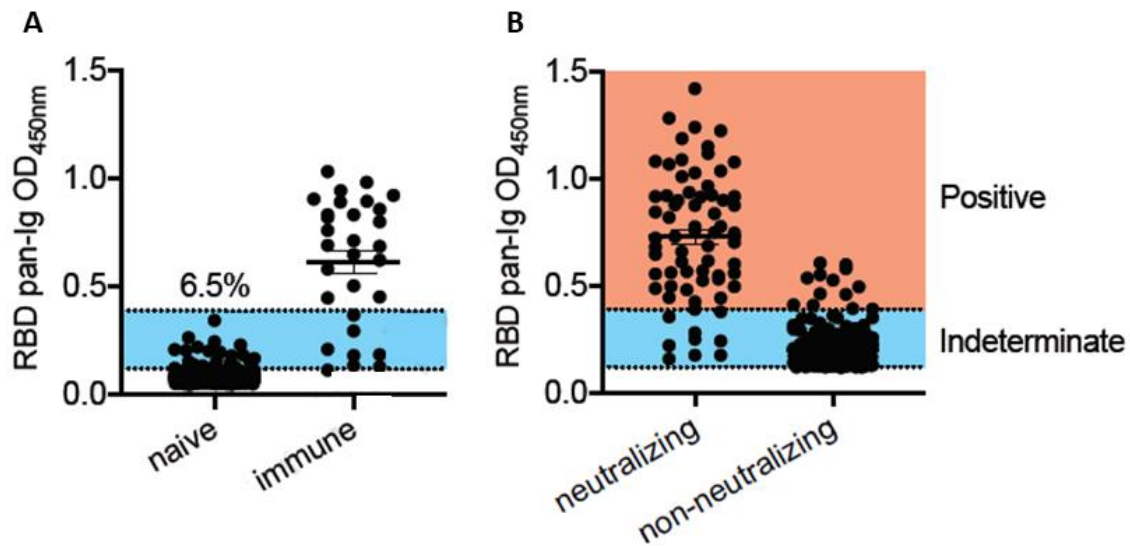 A
RBD pan-Ig OD450nm
1.5
1.0
0.5
0.0
6.5%
naive
immune
B
RBD pan-Ig OD450nm
1.5
1.0
0.5
0.0
neutralizing
non-neutralizing
Positive
Indeterminate